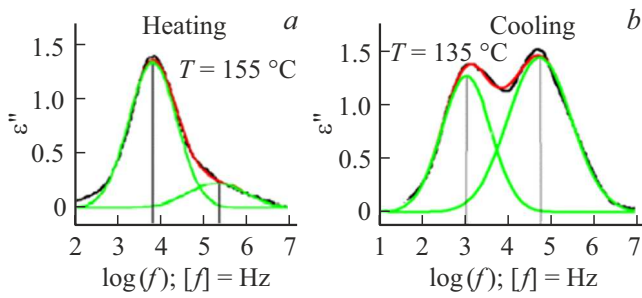 Heating
a
T = 155 °C
ε"
1.5
1.0
0.5
0
2 3 4 5 6 7
log(f); [f] = Hz
Cooling
b
T = 135 °C
ε"
1.5
1.0
0.5
0
1 2 3 4 5 6 7
log(f); [f] = Hz